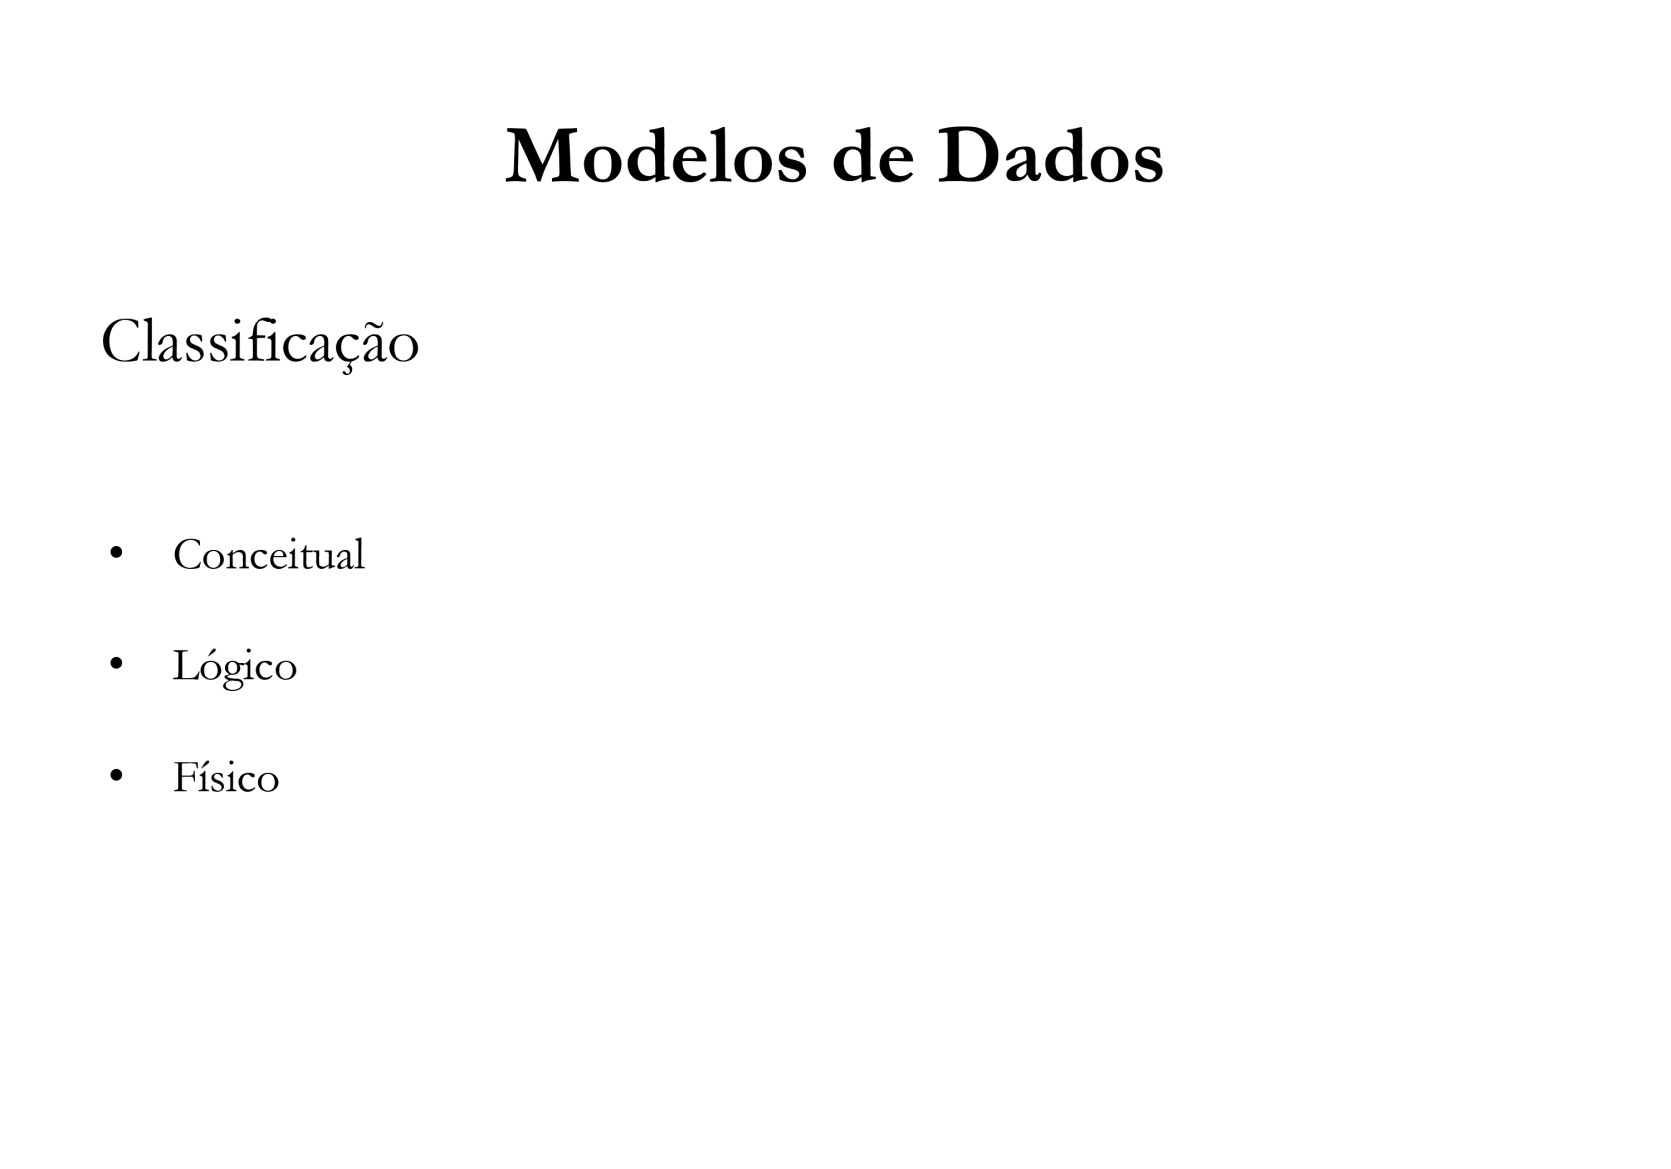 Modelos de Dados
Classificação
• Conceitual
• Lógico
• Físico